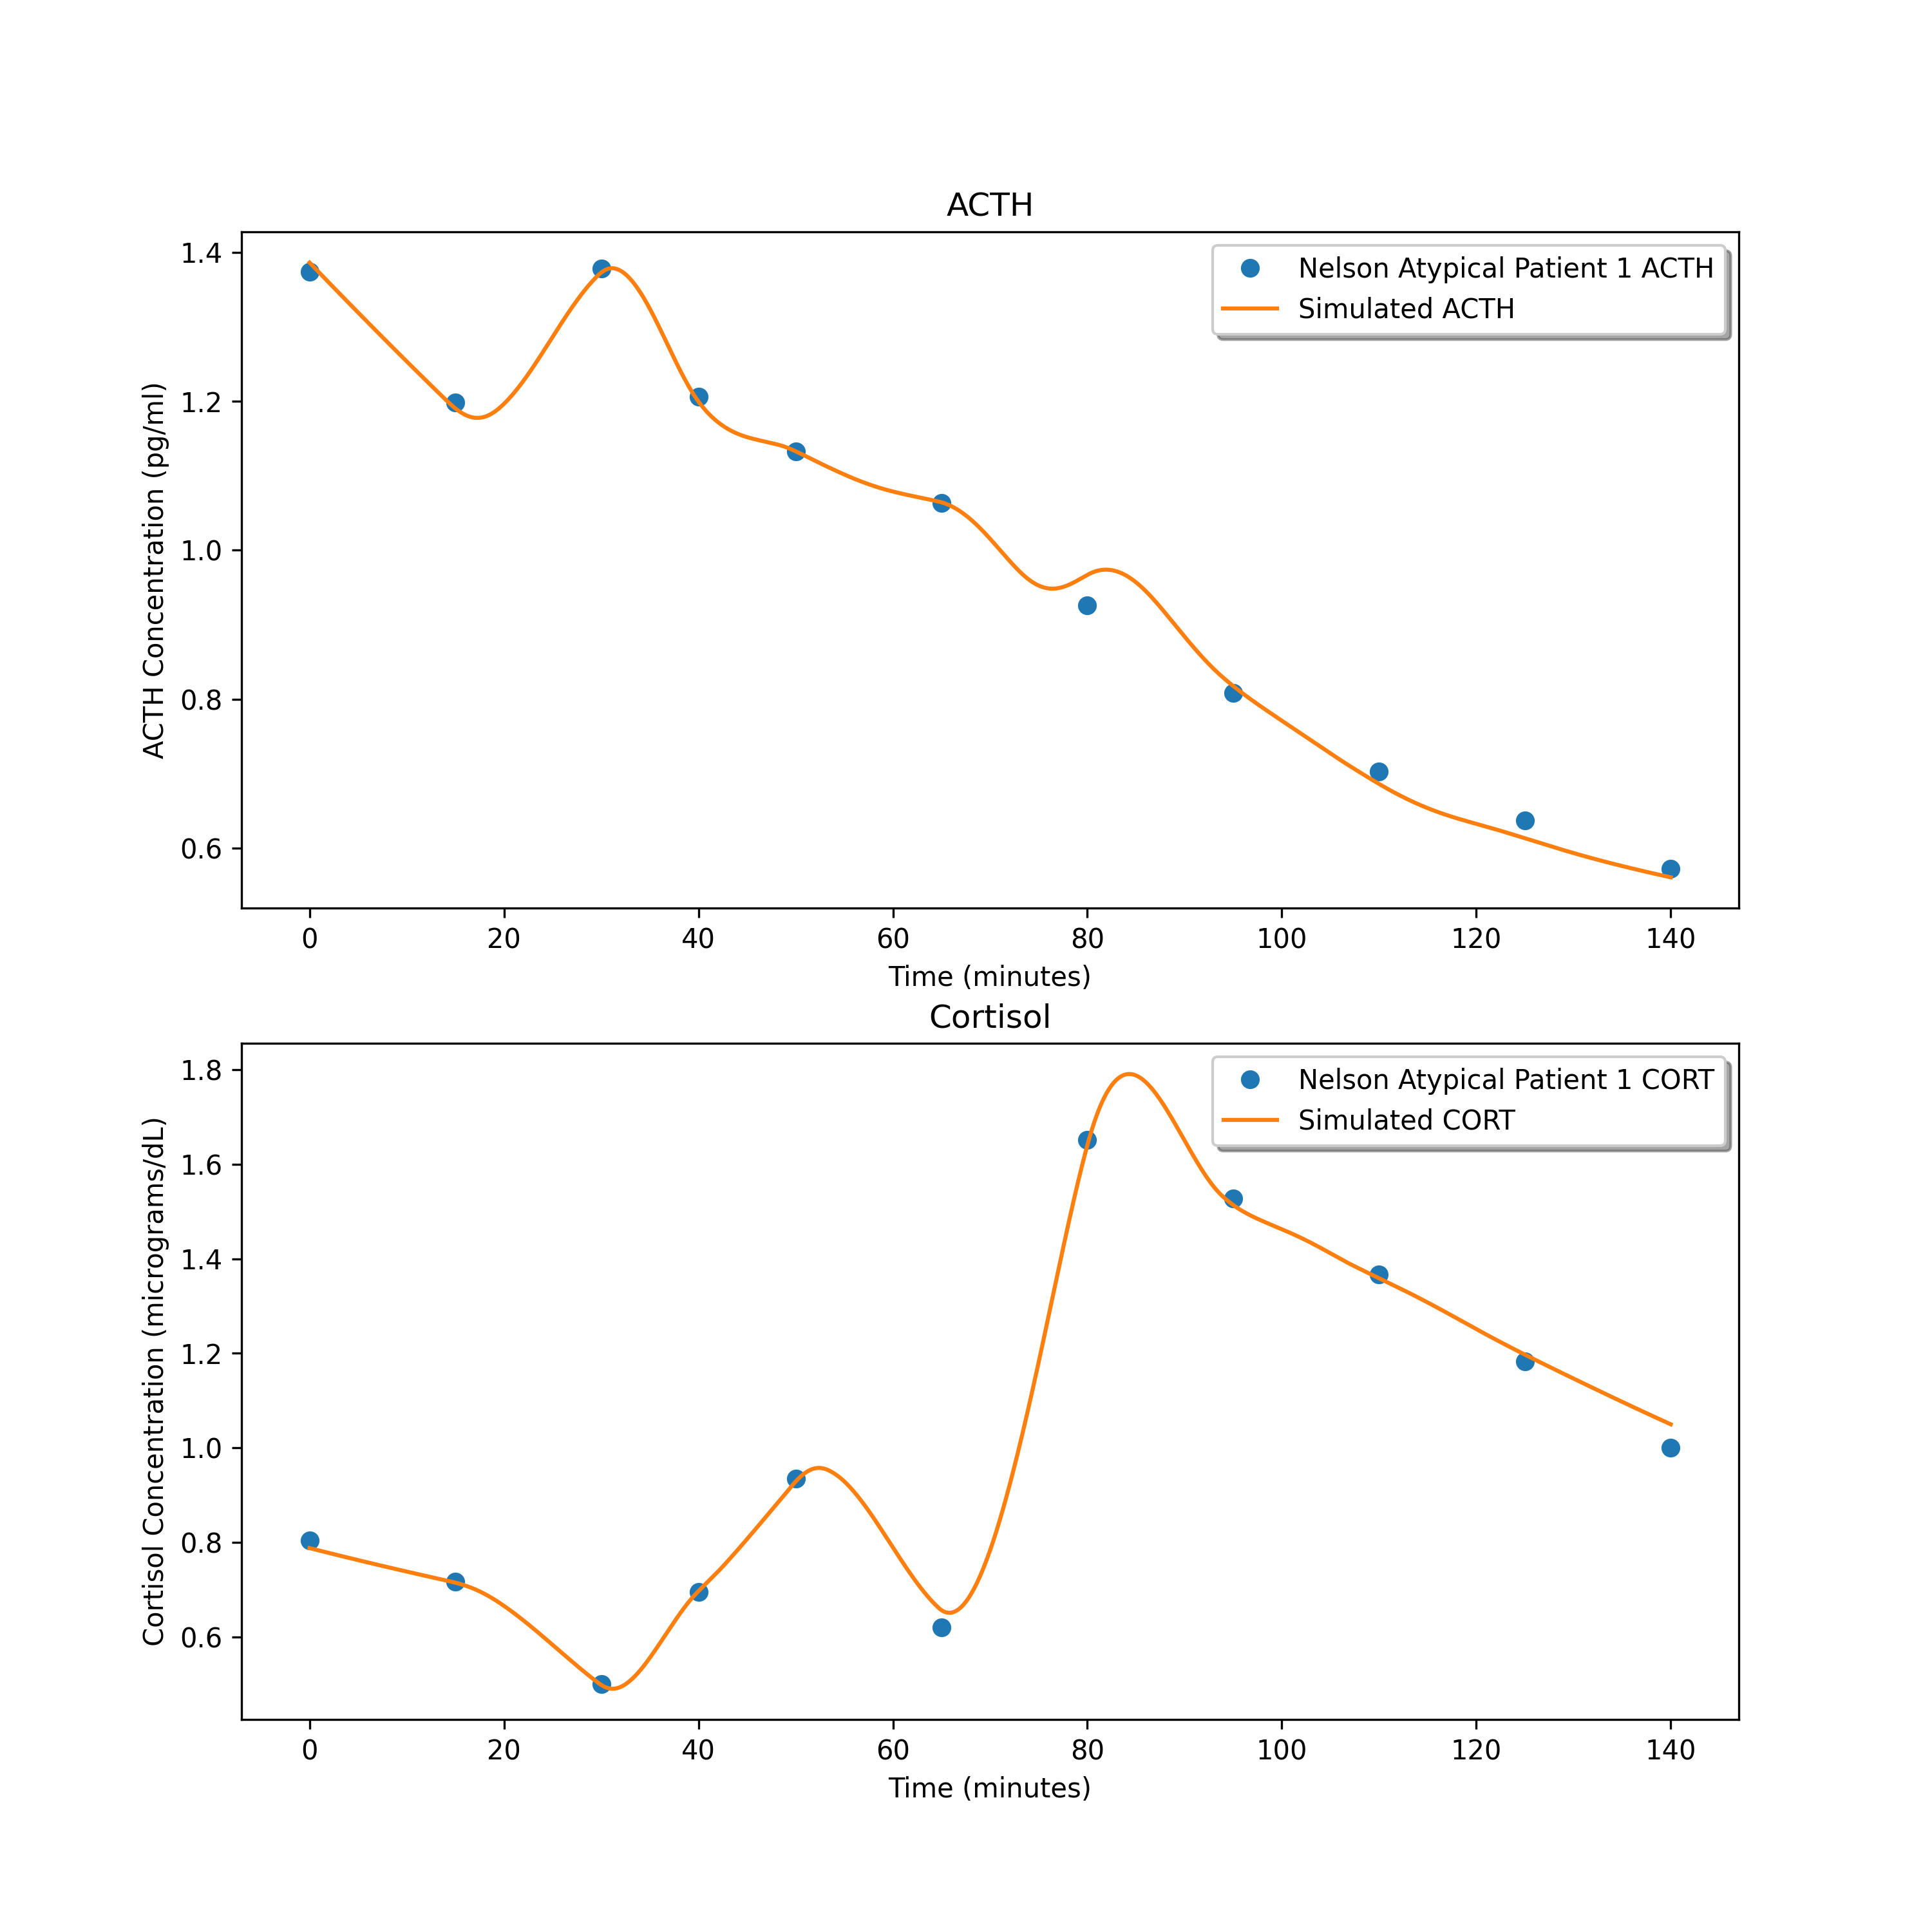 ACTH
Nelson Atypical Patient 1 ACTH
Simulated ACTH
ACTH Concentration (pg/ml)
1.4
1.2
1.0
0.8
0.6
0 20 40 60 80 100 120 140
Time (minutes)
Cortisol
Nelson Atypical Patient 1 CORT
Simulated CORT
Cortisol Concentration (micrograms/dL)
1.8
1.6
1.4
1.2
1.0
0.8
0.6
0 20 40 60 80 100 120 140
Time (minutes)